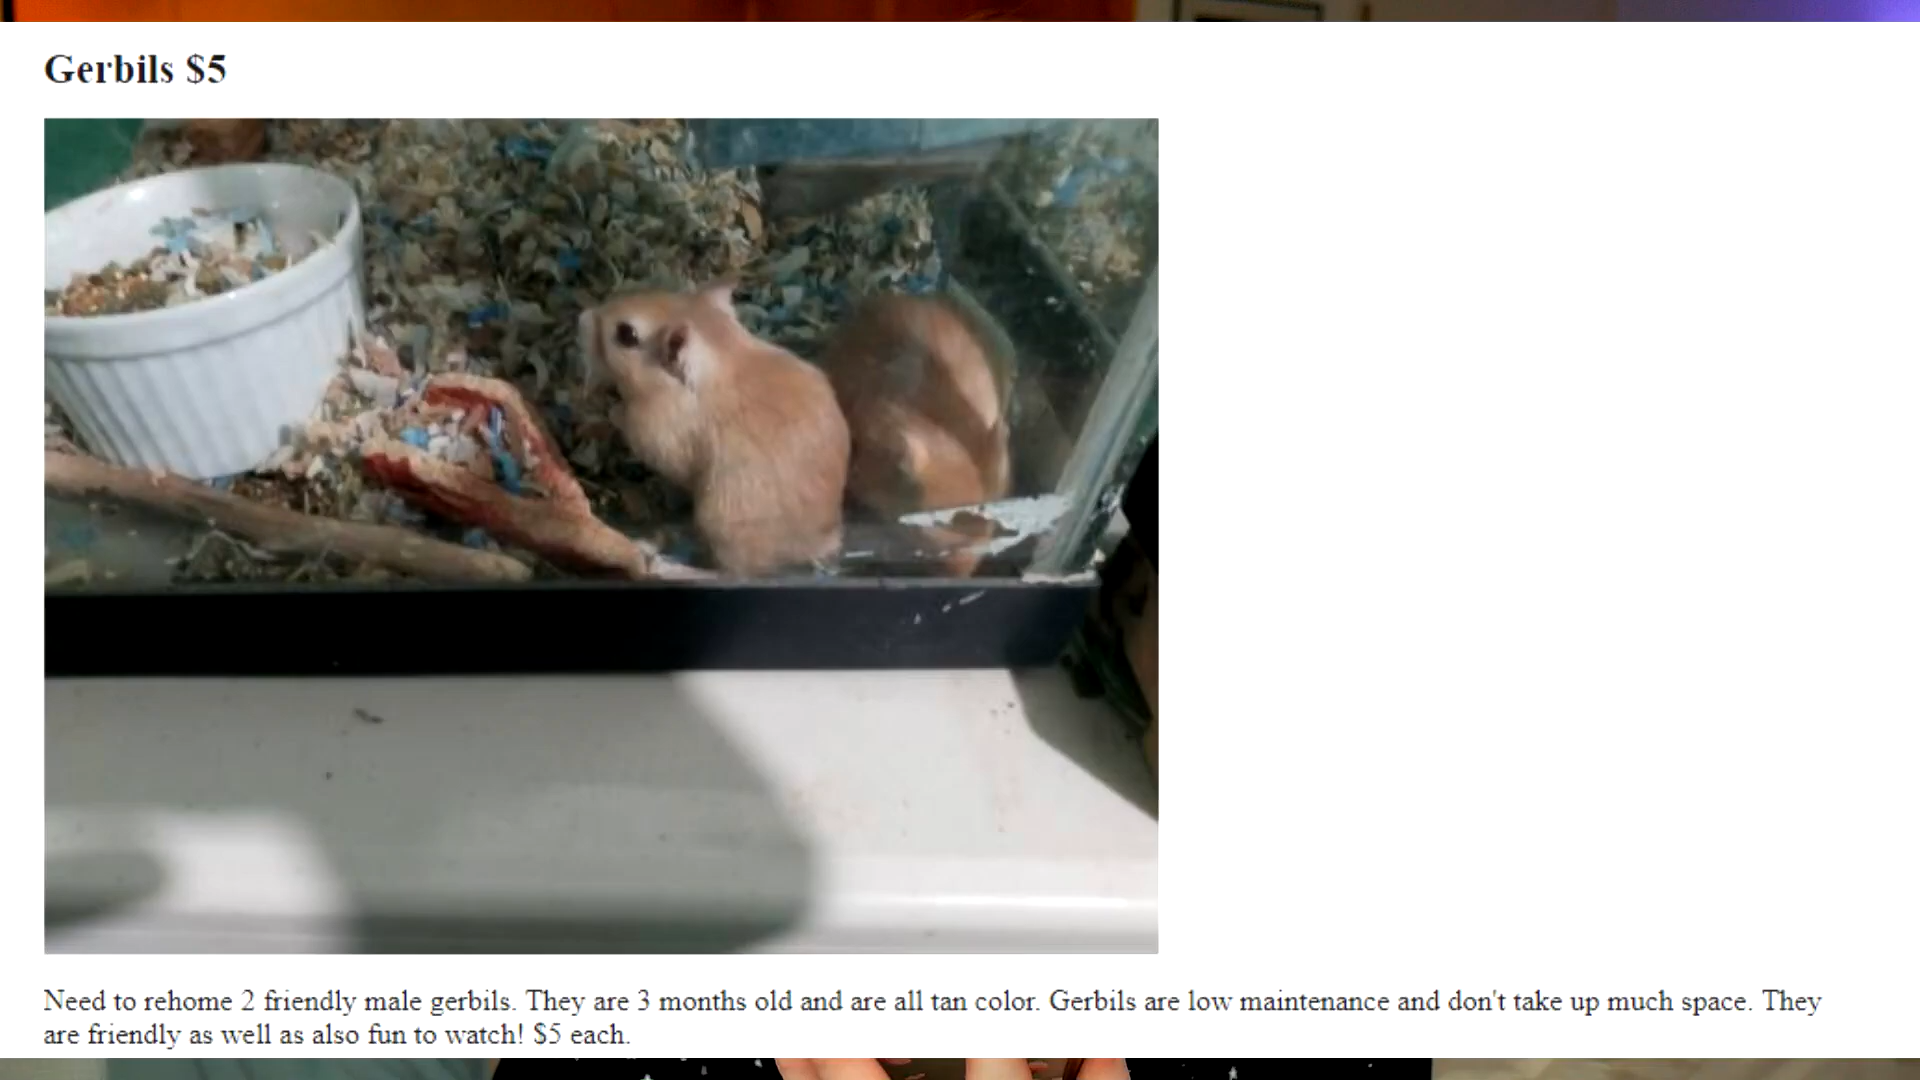 Gerbils $5
Need to rehome 2 friendly male gerbils. They are 3 months old and are all tan color. Gerbils are low maintenance and don't take up much space. They
are friendly as well as also fun to watch! $5 each.